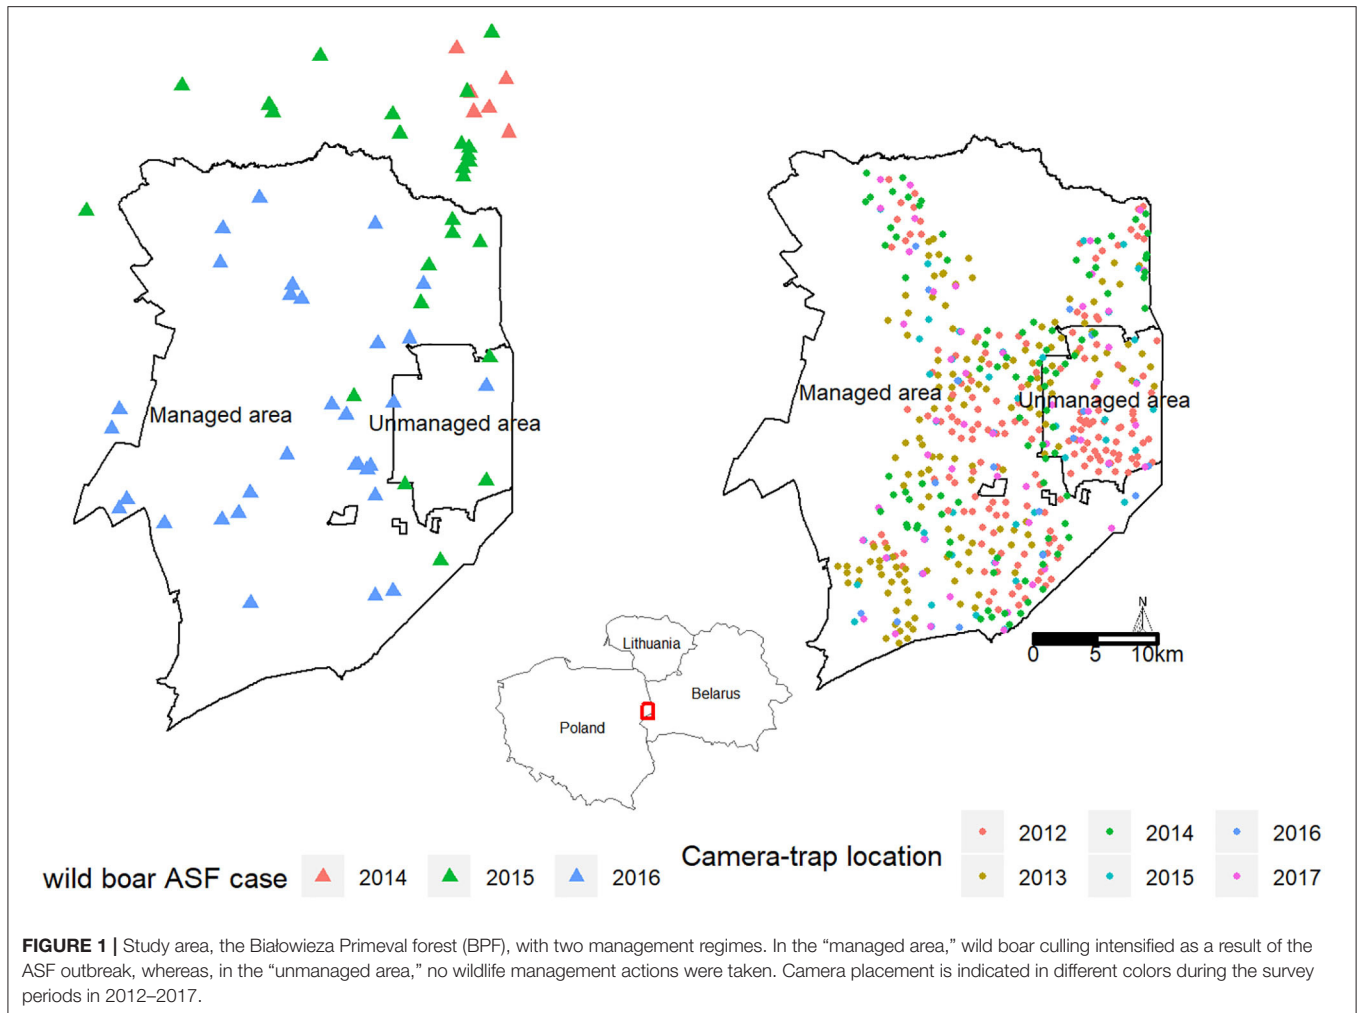 Managed area
Unmanaged area
Managed area
Unmanaged area
N
0 5 10km
Lithuania
Belarus
Poland
wild boar ASF case 2014 2015 2016
Camera-trap location
2012 2014 2016
2013 2015 2017
FIGURE 1 | Study area, the Białowieza Primeval forest (BPF), with two management regimes. In the “managed area,” wild boar culling intensified as a result of the
ASF outbreak, whereas, in the “unmanaged area,” no wildlife management actions were taken. Camera placement is indicated in different colors during the survey
periods in 2012–2017.